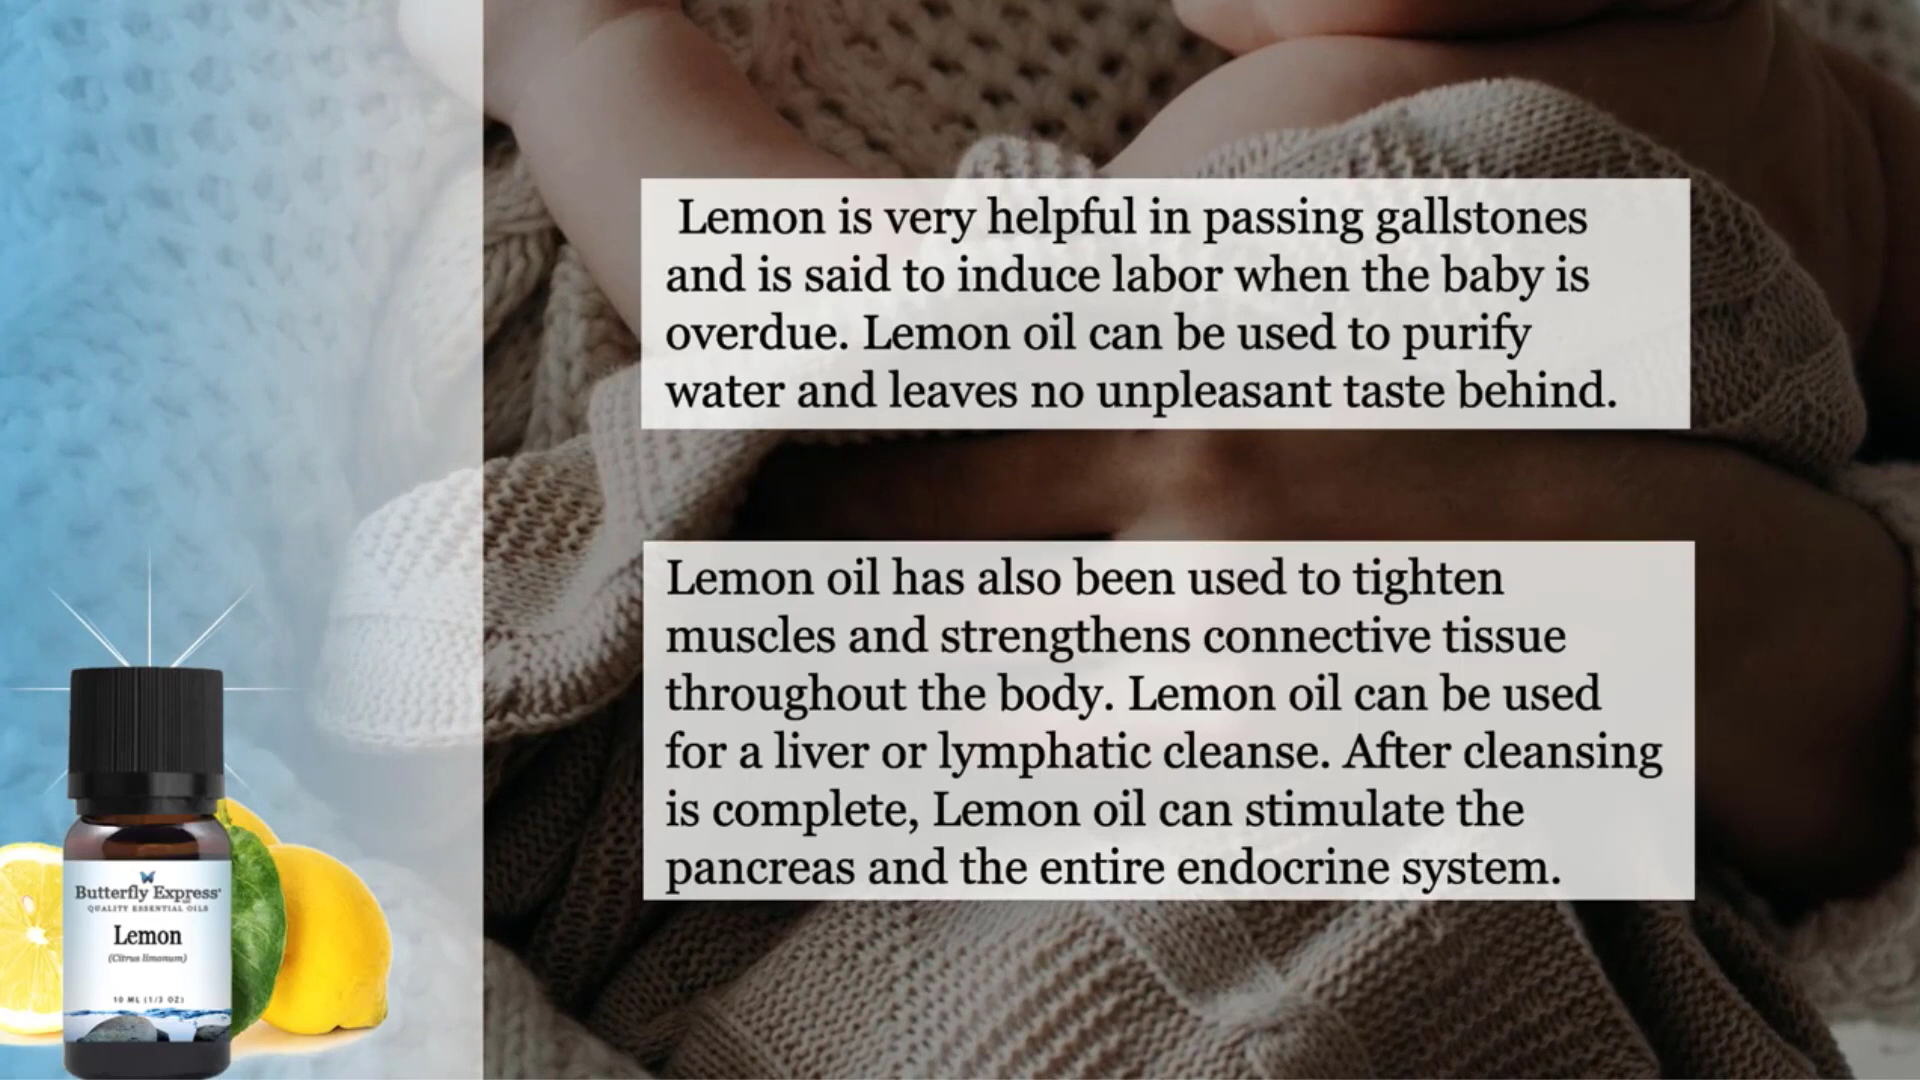 Lemon is very helpful in passing gallstones
and is said to induce labor when the baby is
overdue. Lemon oil can be used to purify
water and leaves no unpleasant taste behind.
Lemon oil has also been used to tighten
muscles and strengthens connective tissue
throughout the body. Lemon oil can be used
for a liver or lymphatic cleanse. After cleansing
is complete, Lemon oil can stimulate the
pancreas and the entire endocrine system.
Butterfly Express
QUALITY ESSENTIAL OILS
Lemon
(Citrus limonum)
10 ML (1/3 OZ)